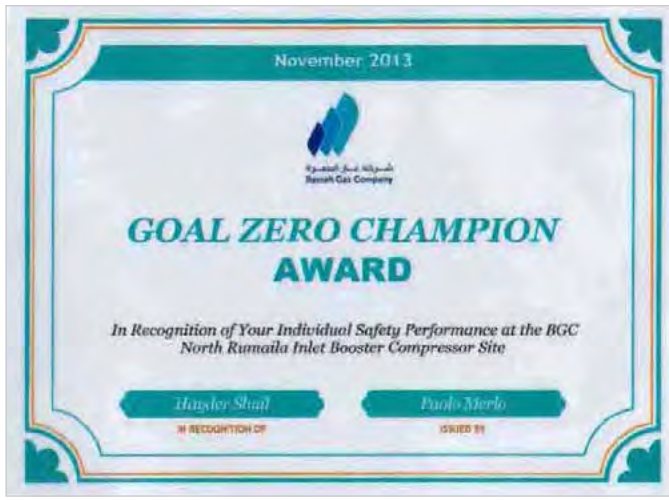 November 2013
شركة غاز البصرة
Basrah Gas Company
GOAL ZERO CHAMPION
AWARD
In Recognition of Your Individual Safety Performance at the BGC
North Rumaila Inlet Booster Compressor Site
Hayder Paolo Merlo
IN RECOGNITION OF ISSUED BY